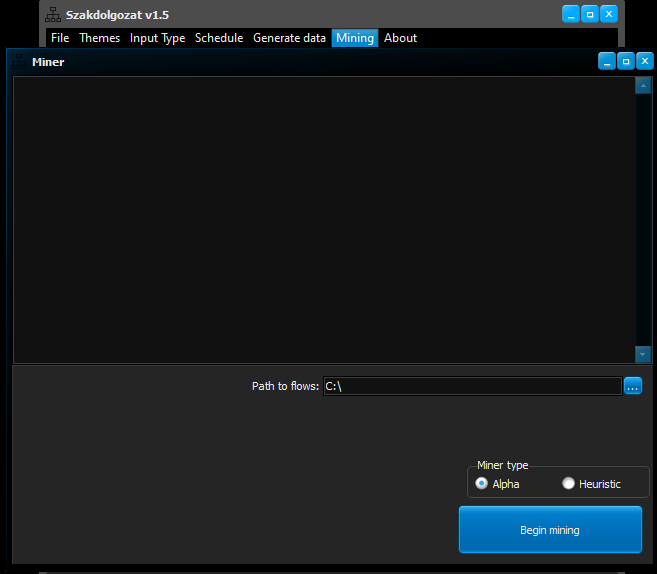 Szakdolgozat v1.5
File Themes Input Type Schedule Generate data Mining About
Miner
Path to flows: C:\ ...
Miner type
Alpha Heuristic
Begin mining